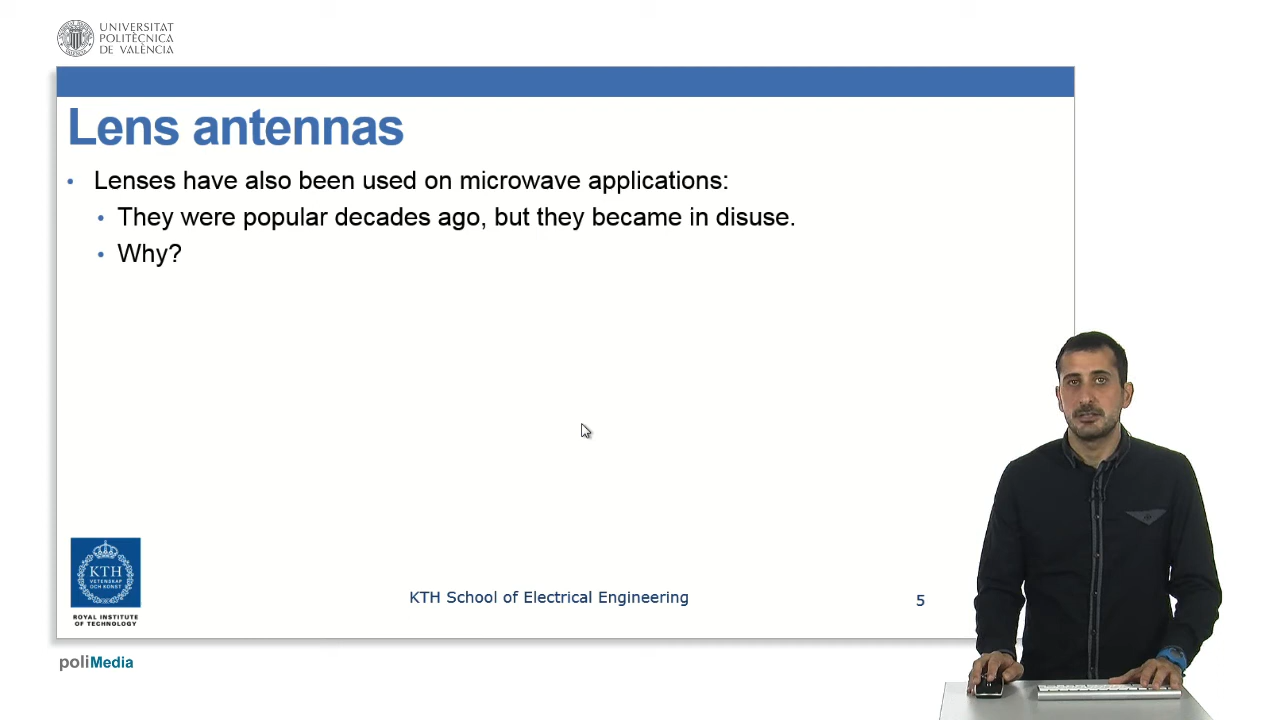 UNIVERSITAT
POLITÈCNICA
DE VALÈNCIA
Lens antennas
• Lenses have also been used on microwave applications:
• They were popular decades ago, but they became in disuse.
• Why?
KTH
VETENSKAP
OCH KONST
ROYAL INSTITUTE
OF TECHNOLOGY
KTH School of Electrical Engineering
5
poliMedia